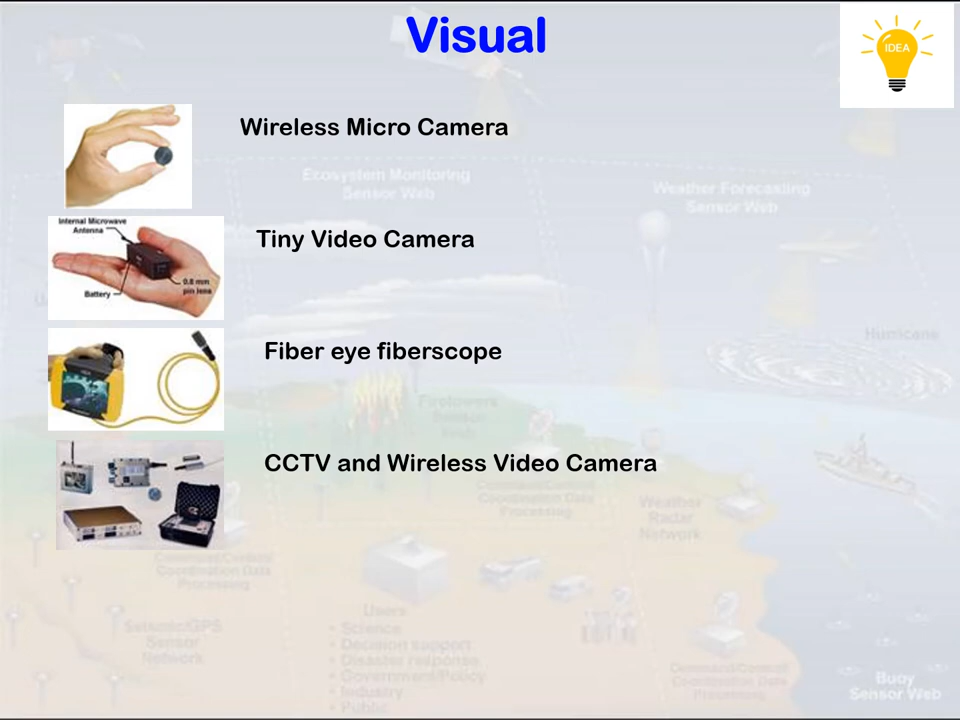 Visual
IDEA
Wireless Micro Camera
Ecosystem Monitoring
Sensor Web
Weather Forecasting
Sensor Web
Internal Microwave
Antenna
0.8 mm
pin lens
Battery
Tiny Video Camera
Hurricane
Fiber eye fiberscope
CCTV and Wireless Video Camera
Command/Control
Coordination Data
Processing
Weather
Radar
Network
Command/Control
Coordination Data
Processing
Seismic/GPS
Sensor
Network
Users
• Science
• Decision support
• Disaster response
• Government/Policy
• Industry
• Public
Command/Control
Coordination Data
Processing
Buoy
Sensor Web